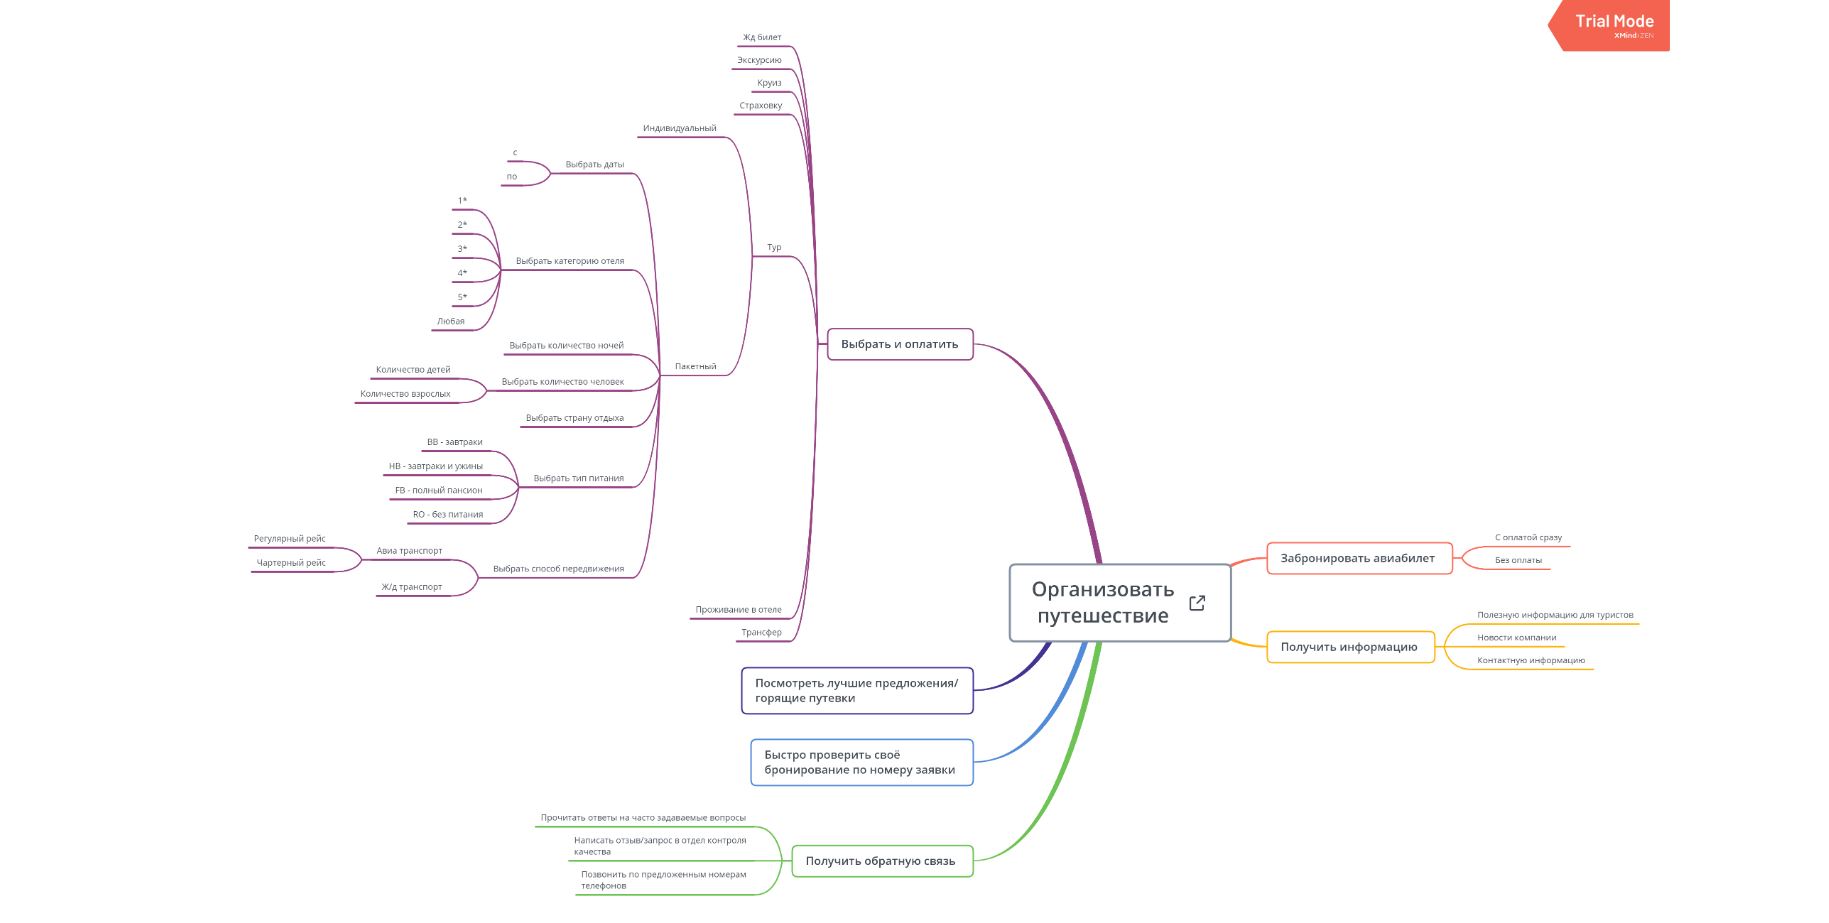 Trial Mode
XMind:ZEN
Жд билет
Экскурсию
Круиз
Страховку
Индивидуальный
с
по
Выбрать даты
1*
2*
3*
4*
5*
Любая
Выбрать категорию отеля
Тур
Выбрать количество ночей
Количество детей
Количество взрослых
Выбрать количество человек
Пакетный
Выбрать страну отдыха
BB - завтраки
HB - завтраки и ужины
FB - полный пансион
RO - без питания
Выбрать тип питания
Регулярный рейс
Чартерный рейс
Авиа транспорт
Ж/д транспорт
Выбрать способ передвижения
Проживание в отеле
Трансфер
Выбрать и оплатить
Организовать
путешествие
Забронировать авиабилет
С оплатой сразу
Без оплаты
Получить информацию
Полезную информацию для туристов
Новости компании
Контактную информацию
Посмотреть лучшие предложения/
горящие путевки
Быстро проверить своё
бронирование по номеру заявки
Прочитать ответы на часто задаваемые вопросы
Написать отзыв/запрос в отдел контроля
качества
Позвонить по предложенным номерам
телефонов
Получить обратную связь